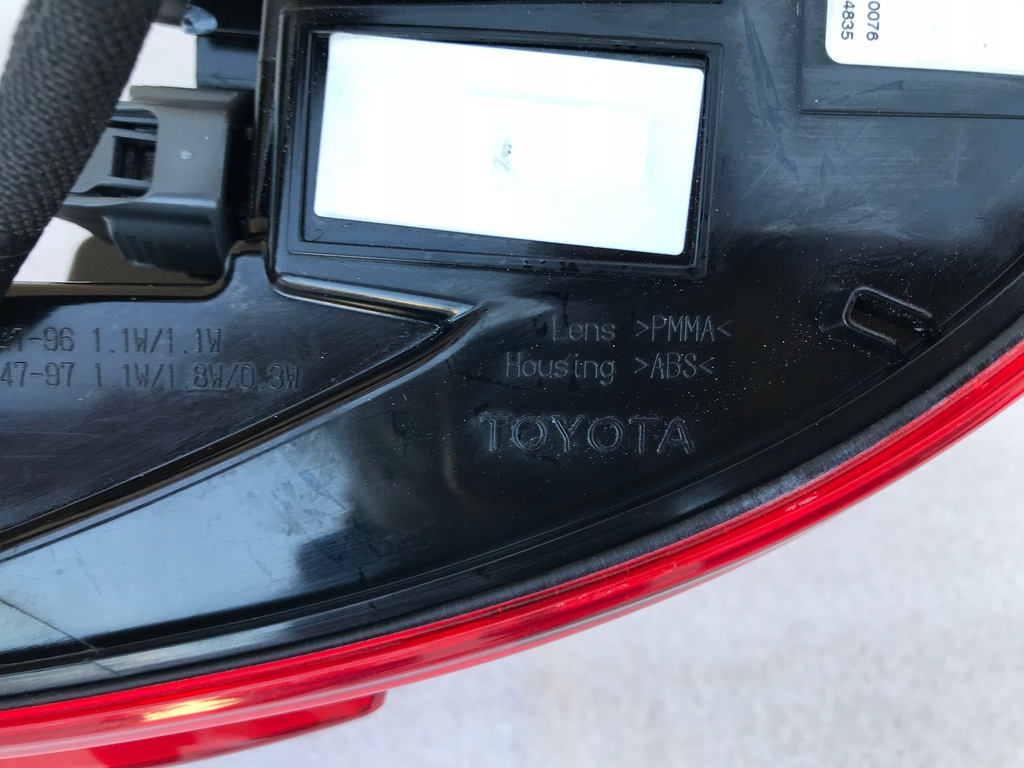 0076
4835
Lens >PMMA<
Housing >ABS<
TOYOTA
-96 1.1W/1.1W
47-97 1.1W/1.8W/0.3W